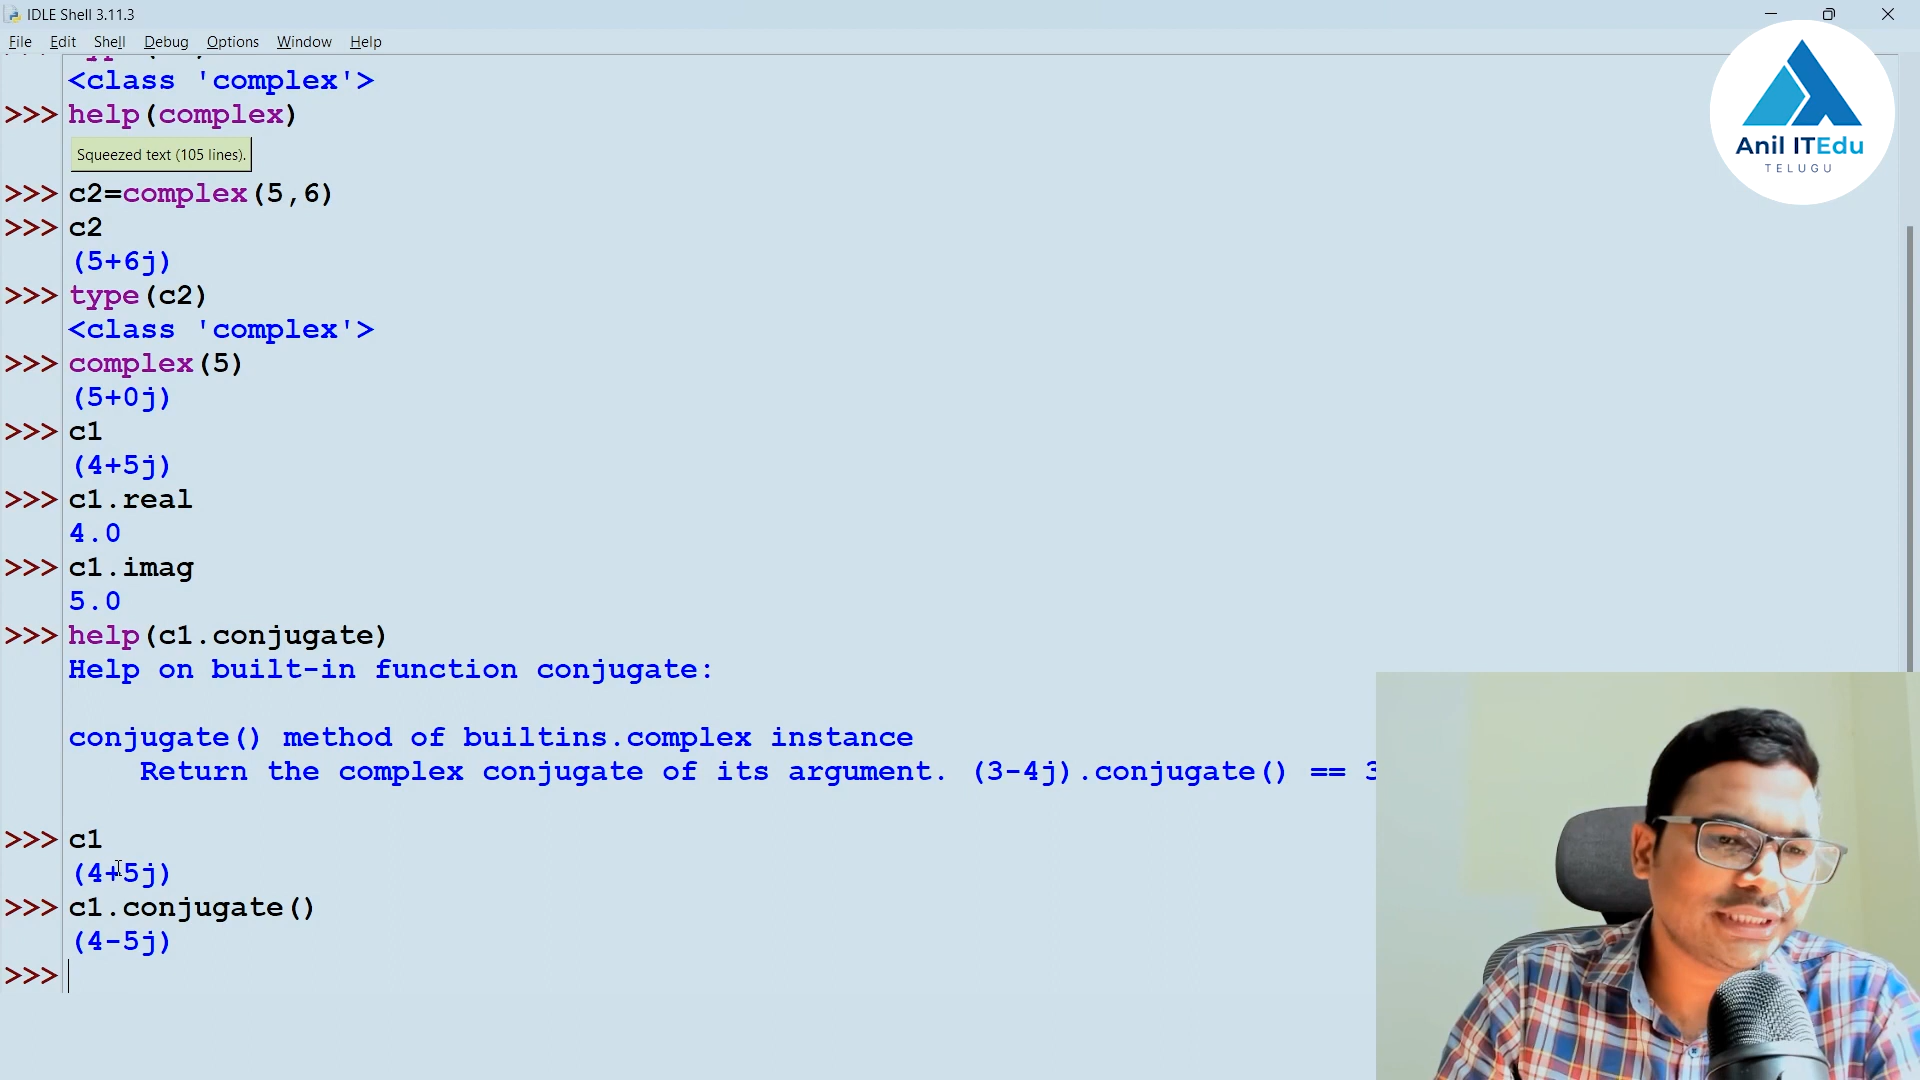 IDLE Shell 3.11.3
File Edit Shell Debug Options Window Help
<class 'complex'>
>>> help(complex)
Squeezed text (105 lines).
>>> c2=complex(5,6)
>>> c2
(5+6j)
>>> type(c2)
<class 'complex'>
>>> complex(5)
(5+0j)
>>> c1
(4+5j)
>>> c1.real
4.0
>>> c1.imag
5.0
>>> help(c1.conjugate)
Help on built-in function conjugate:
conjugate() method of builtins.complex instance
Return the complex conjugate of its argument. (3-4j).conjugate() == 3
>>> c1
(4+5j)
>>> c1.conjugate()
(4-5j)
>>>
Anil ITEdu
TELUGU